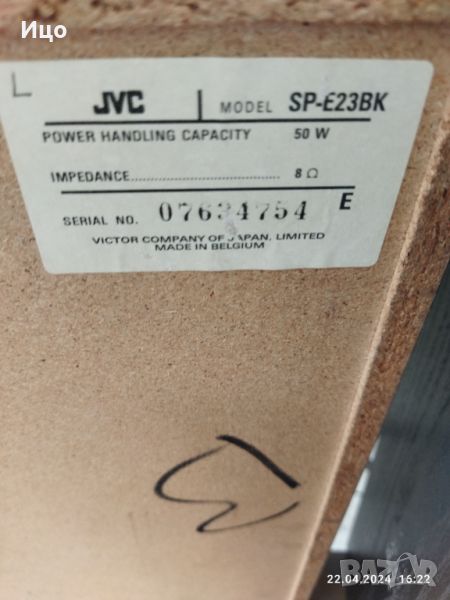 Ицо
L
JVC MODEL SP-E23BK
POWER HANDLING CAPACITY 50 W
IMPEDANCE........................................ 8 Ω
SERIAL NO. 07634754 E
VICTOR COMPANY OF JAPAN, LIMITED
MADE IN BELGIUM
BAZAR
22.04.2024 16:22